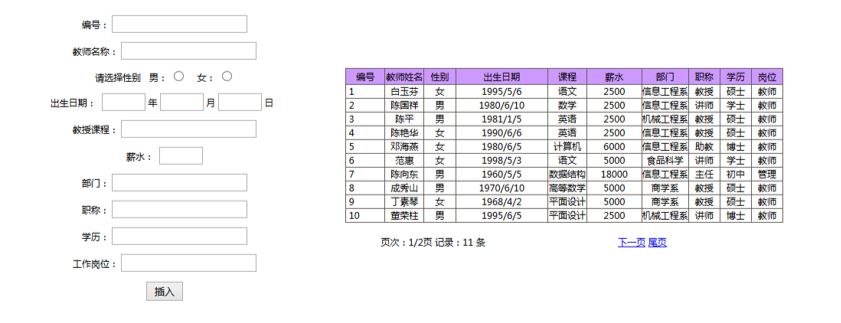 编号：
教师名称：
请选择性别 男： 女：
出生日期： 年 月 日
教授课程：
薪水：
部门：
职称：
学历：
工作岗位：
插入
编号 教师姓名 性别 出生日期 课程 薪水 部门 职称 学历 岗位
1 白玉芬 女 1995/5/6 语文 2500 信息工程系 教授 硕士 教师
2 陈国祥 男 1980/6/10 数学 2500 信息工程系 讲师 学士 教师
3 陈平 男 1981/1/5 英语 2500 机械工程系 教授 硕士 教师
4 陈艳华 女 1990/6/6 英语 2500 信息工程系 教授 硕士 教师
5 邓海燕 女 1980/6/5 计算机 6000 信息工程系 助教 博士 教师
6 范惠 女 1998/5/3 语文 5000 食品科学 讲师 学士 教师
7 陈向东 男 1960/5/5 数据结构 18000 信息工程系 主任 初中 管理
8 成秀山 男 1970/6/10 高等数学 5000 商学系 教授 硕士 教师
9 丁素琴 女 1968/4/2 平面设计 5000 商学系 教授 硕士 教师
10 董荣柱 男 1995/6/5 平面设计 2500 机械工程系 讲师 博士 教师
页次：1/2页 记录：11 条 下一页 尾页